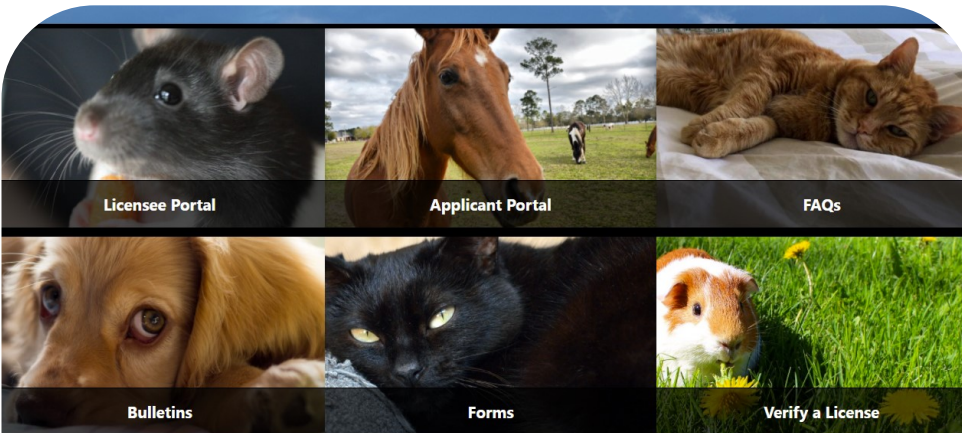 Licensee Portal
Applicant Portal
FAQs
Bulletins
Forms
Verify a License